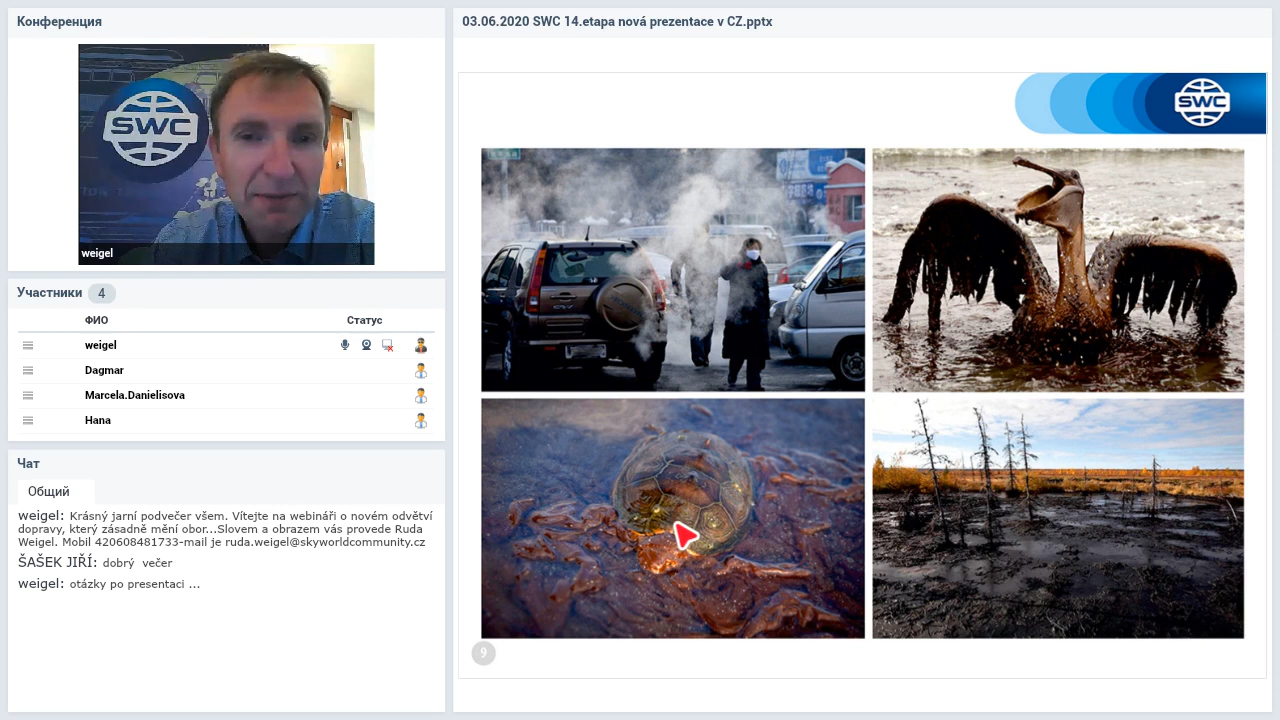 Конференция
SWC
weigel
Участники 4
ФИО Статус
weigel
Dagmar
Marcela.Danielisova
Hana
Чат
Общий
weigel: Krásný jarní podvečer všem. Vítejte na webináři o novém odvětví
dopravy, který zásadně mění obor...Slovem a obrazem vás provede Ruda
Weigel. Mobil 420608481733-mail je ruda.weigel@skyworldcommunity.cz
ŠAŠEK JIŘÍ: dobrý večer
weigel: otázky po presentaci ...
03.06.2020 SWC 14.etapa nová prezentace v CZ.pptx
SWC
CRV
9